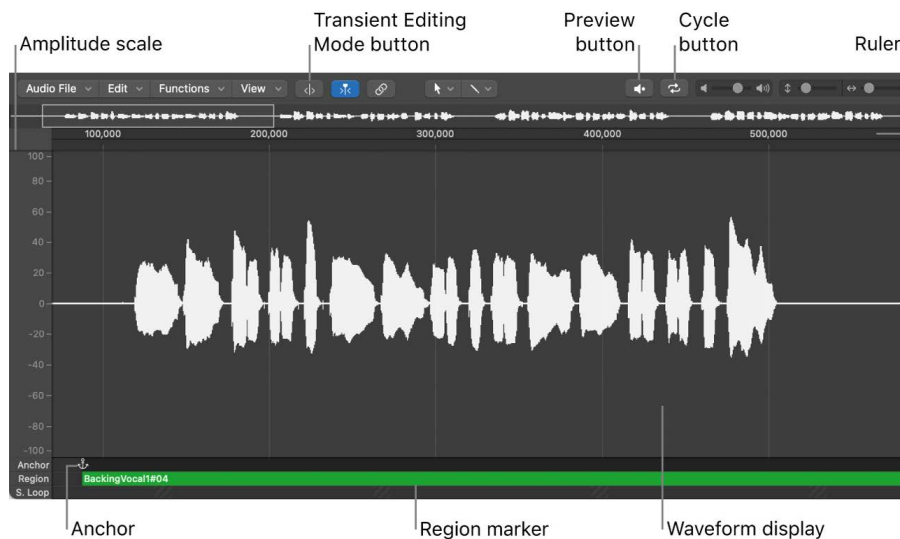 Amplitude scale
Transient Editing
Mode button
Preview
button
Cycle
button
Ruler
Audio File
Edit
Functions
View
100,000
200,000
300,000
400,000
500,000
100
80
60
40
20
0
-20
-40
-60
-80
-100
Anchor
Region
BackingVocal1#04
S. Loop
Anchor
Region marker
Waveform display